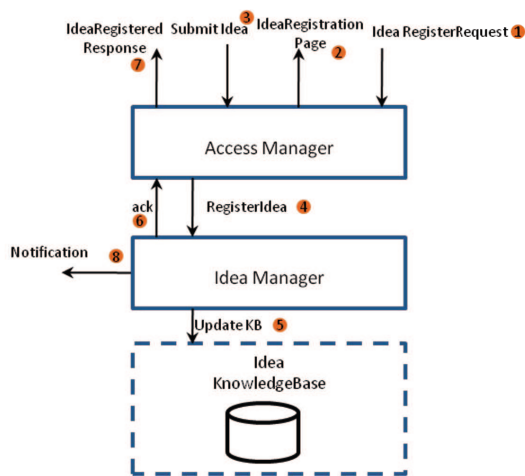 IdeaRegistered
Response
7
Submit Idea
3
IdeaRegistration
Page
2
Idea RegisterRequest
1
Access Manager
ack
6
RegisterIdea
4
Notification
8
Idea Manager
Update KB
5
Idea
KnowledgeBase